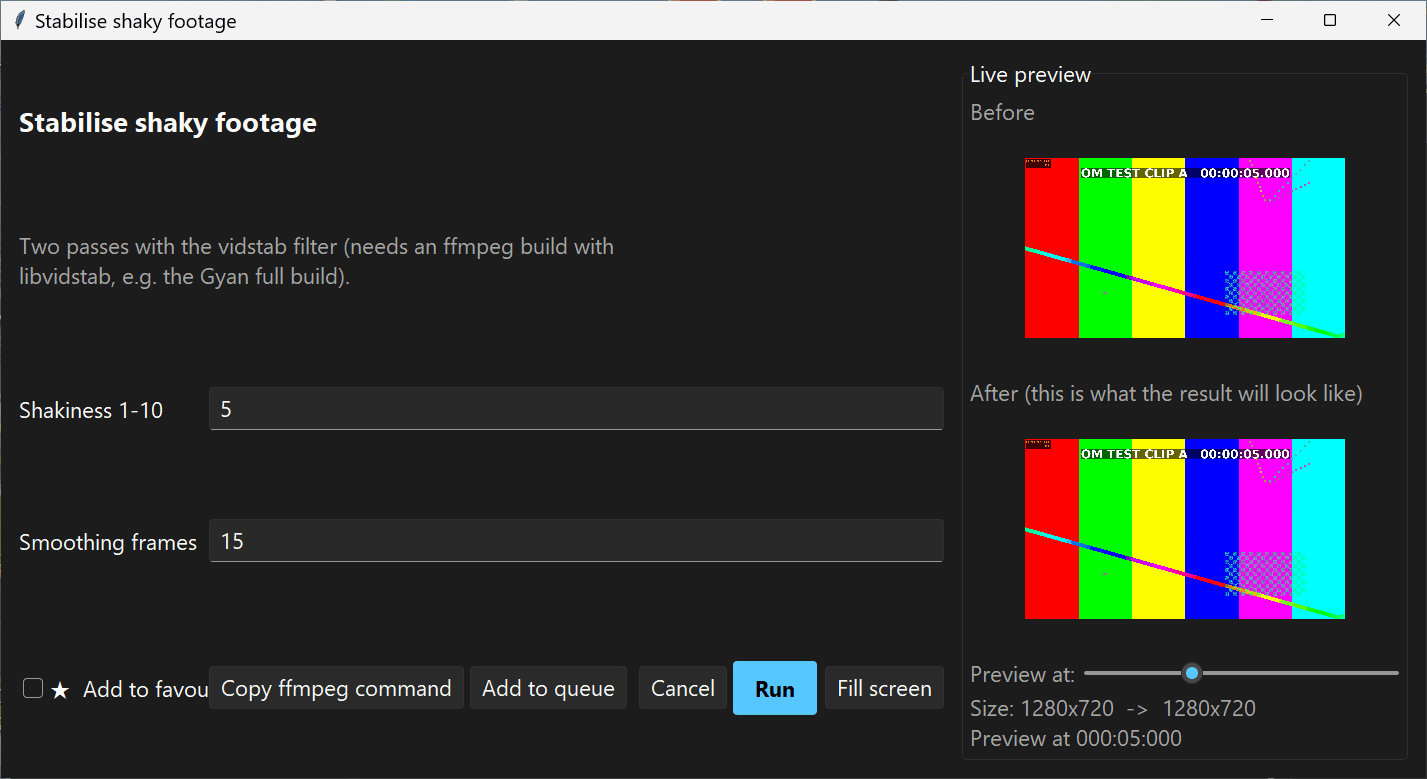 Stabilise shaky footage
Stabilise shaky footage
Two passes with the vidstab filter (needs an ffmpeg build with
libvidstab, e.g. the Gyan full build).
Shakiness 1-10
5
Smoothing frames
15
★ Add to favou
Copy ffmpeg command
Add to queue
Cancel
Run
Fill screen
Live preview
Before
OM TEST CLIP A 00:00:05.000
After (this is what the result will look like)
OM TEST CLIP A 00:00:05.000
Preview at:
Size: 1280x720 -> 1280x720
Preview at 000:05:000